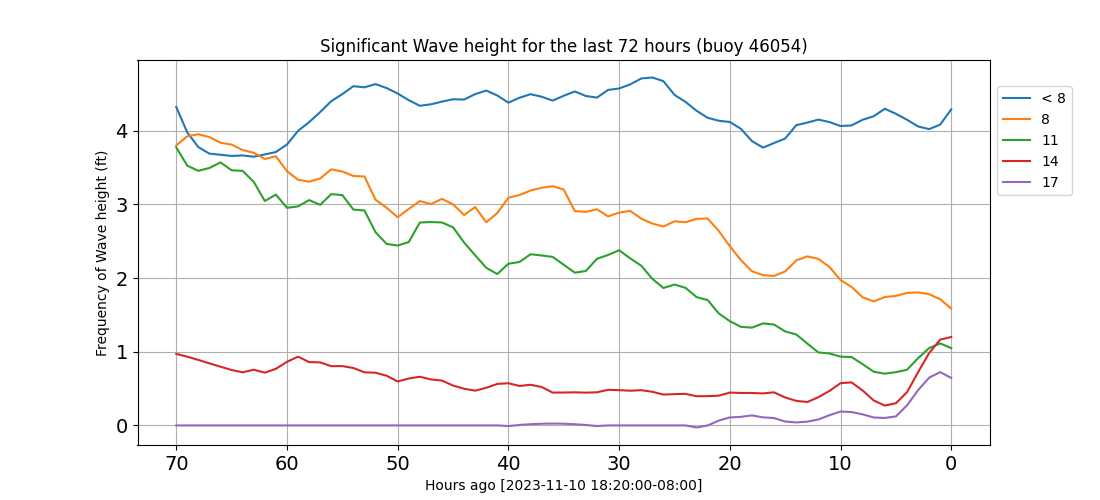 Significant Wave height for the last 72 hours (buoy 46054)
Frequency of Wave height (ft)
4
3
2
1
0
70 60 50 40 30 20 10 0
Hours ago [2023-11-10 18:20:00-08:00]
< 8
8
11
14
17